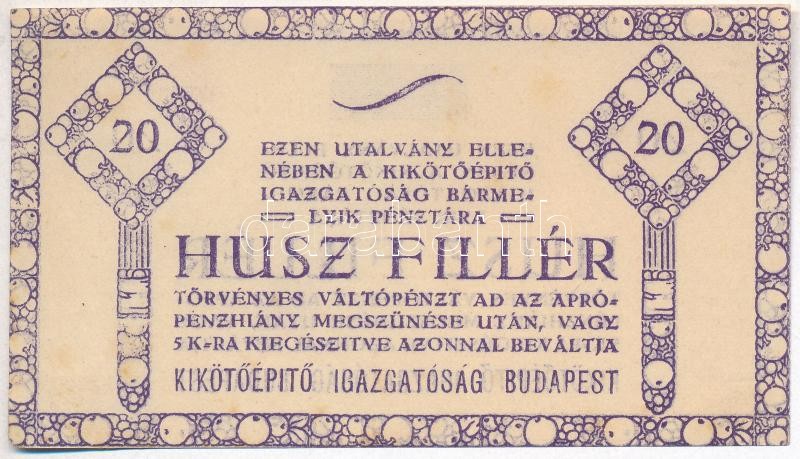 20
20
EZEN UTALVÁNY ELLE-
NÉBEN A KIKÖTŐÉPITŐ
IGAZGATÓSÁG BÁRME-
LYIK PÉNZTÁRA
HUSZ FILLÉR
TÖRVÉNYES VÁLTÓPÉNZT AD AZ APRÓ-
PÉNZHIÁNY MEGSZÜNÉSE UTÁN, VAGY
5 K-RA KIEGÉSZITVE AZONNAL BEVÁLTJA
KIKÖTŐÉPITŐ IGAZGATÓSÁG BUDAPEST
darabanth